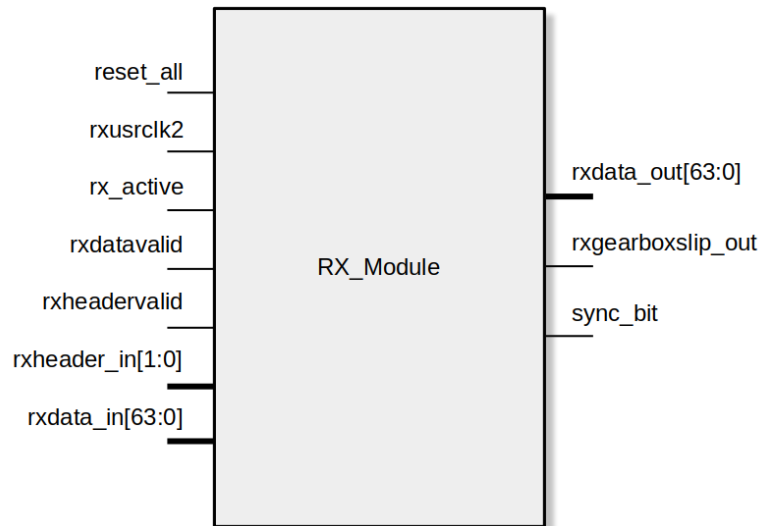 reset_all
rxusrclk2
rx_active
rxdatavalid
rxheadervalid
rxheader_in[1:0]
rxdata_in[63:0]
RX_Module
rxdata_out[63:0]
rxgearboxslip_out
sync_bit